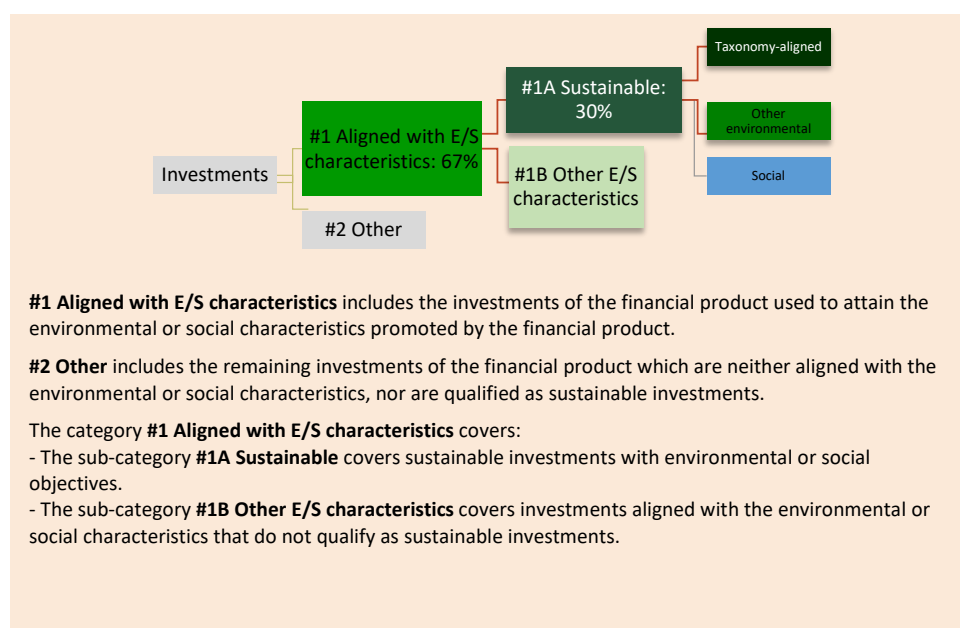 Taxonomy-aligned
#1A Sustainable:
30%
Other
environmental
#1 Aligned with E/S
characteristics: 67%
Investments
#1B Other E/S
characteristics
Social
#2 Other
#1 Aligned with E/S characteristics includes the investments of the financial product used to attain the
environmental or social characteristics promoted by the financial product.
#2 Other includes the remaining investments of the financial product which are neither aligned with the
environmental or social characteristics, nor are qualified as sustainable investments.
The category #1 Aligned with E/S characteristics covers:
- The sub-category #1A Sustainable covers sustainable investments with environmental or social
objectives.
- The sub-category #1B Other E/S characteristics covers investments aligned with the environmental or
social characteristics that do not qualify as sustainable investments.